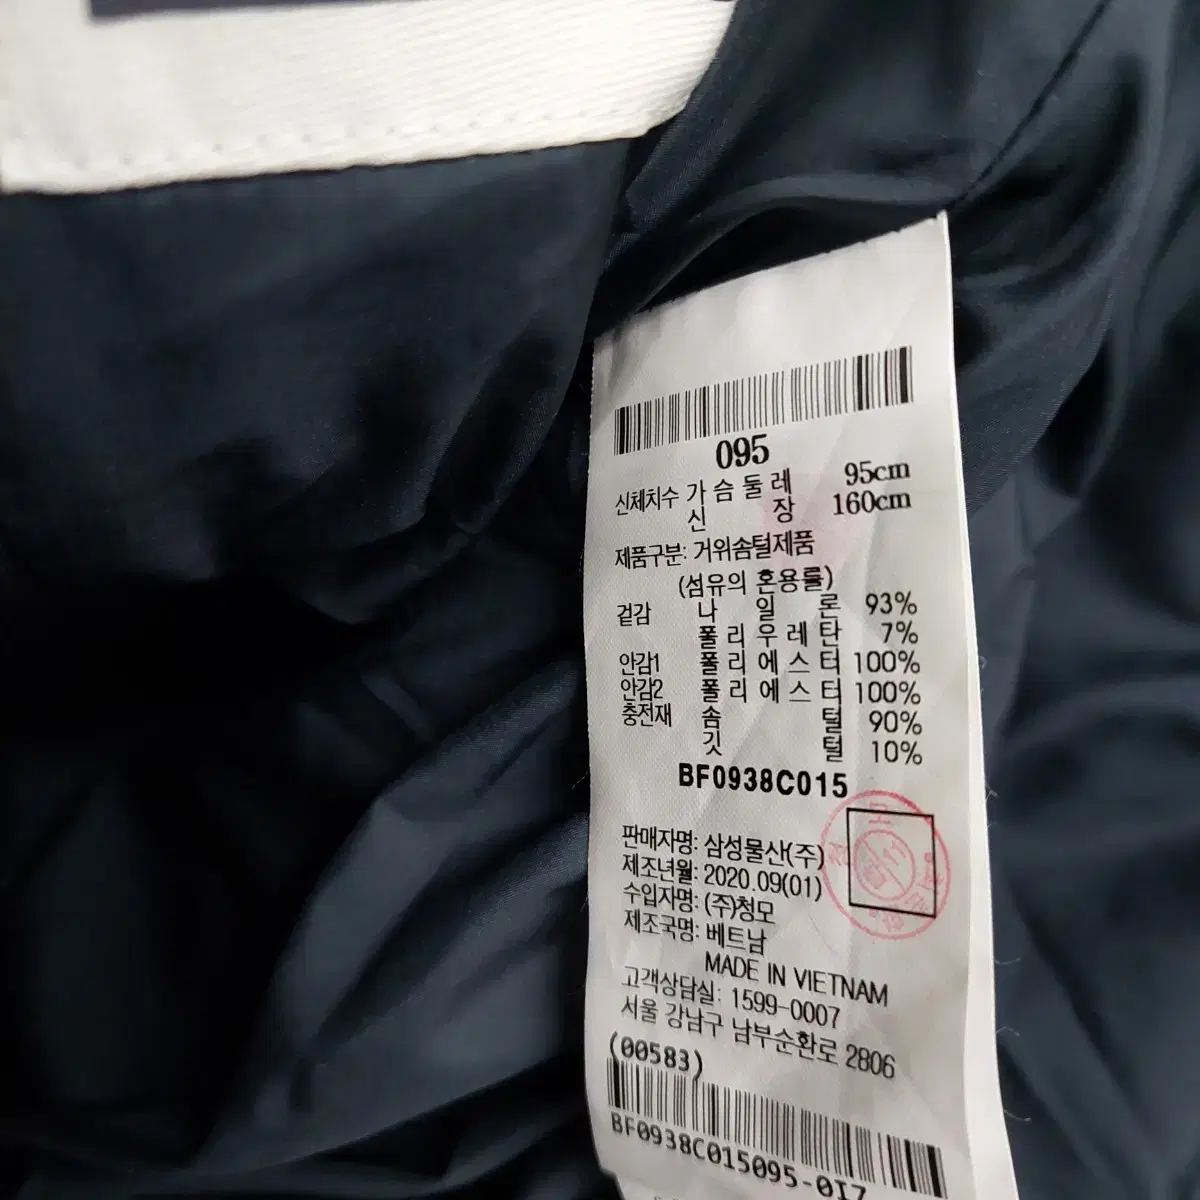 095
신체치수 가 슴 둘 레 95cm
신 장 160cm
제품구분: 거위솜털제품
(섬유의 혼용률)
겉감 나 일 론 93%
폴 리 우 레 탄 7%
안감1 폴 리 에 스 터 100%
안감2 폴 리 에 스 터 100%
충전재 솜 털 90%
깃 털 10%
BF0938C015
판매자명: 삼성물산(주)
제조년월: 2020.09(01)
수입자명: (주)청모
제조국명: 베트남
MADE IN VIETNAM
고객상담실: 1599-0007
서울 강남구 남부순환로 2806
(00583)
BF0938C015095-017